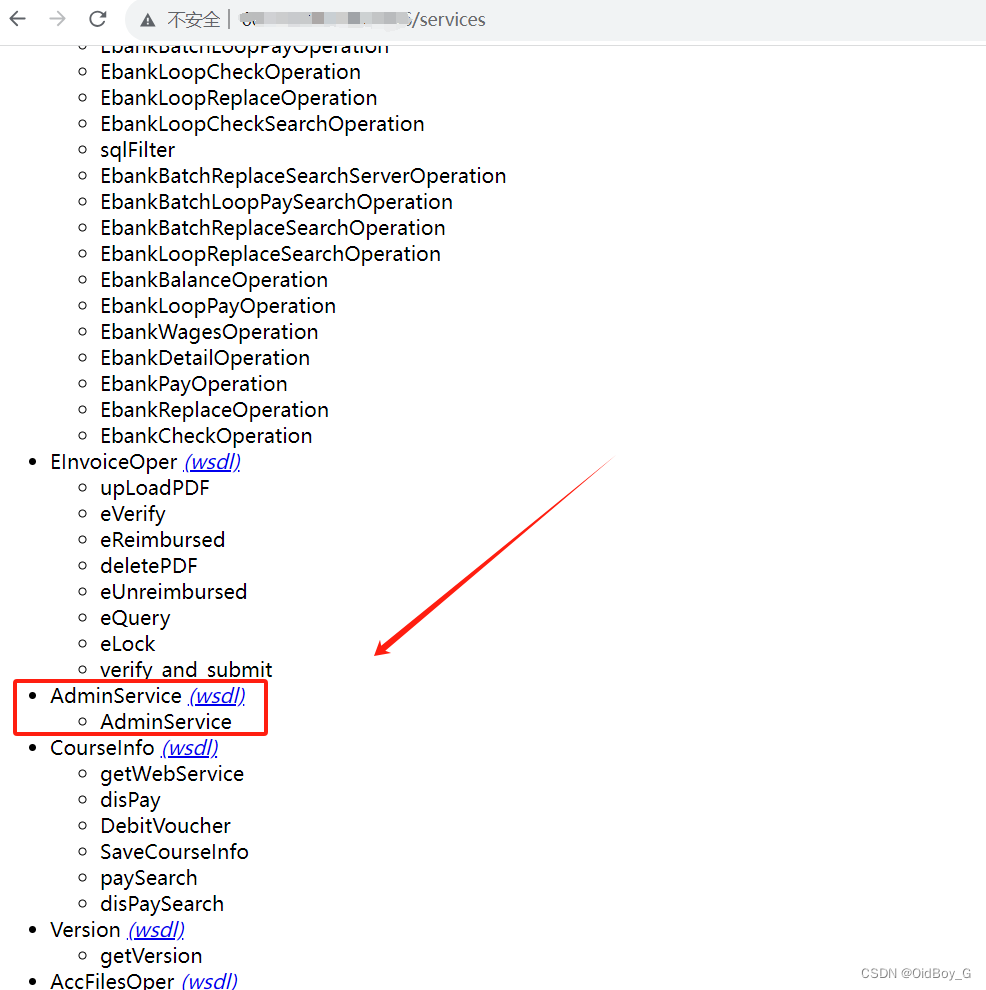 不安全 /services
EbankBatchLoopPayOperation
EbankLoopCheckOperation
EbankLoopReplaceOperation
EbankLoopCheckSearchOperation
sqlFilter
EbankBatchReplaceSearchServerOperation
EbankBatchLoopPaySearchOperation
EbankBatchReplaceSearchOperation
EbankLoopReplaceSearchOperation
EbankBalanceOperation
EbankLoopPayOperation
EbankWagesOperation
EbankDetailOperation
EbankPayOperation
EbankReplaceOperation
EbankCheckOperation
EInvoiceOper (wsdl)
upLoadPDF
eVerify
eReimbursed
deletePDF
eUnreimbursed
eQuery
eLock
verify_and_submit
AdminService (wsdl)
AdminService
CourseInfo (wsdl)
getWebService
disPay
DebitVoucher
SaveCourseInfo
paySearch
disPaySearch
Version (wsdl)
getVersion
AccFilesOper (wsdl)
CSDN @OidBoy_G